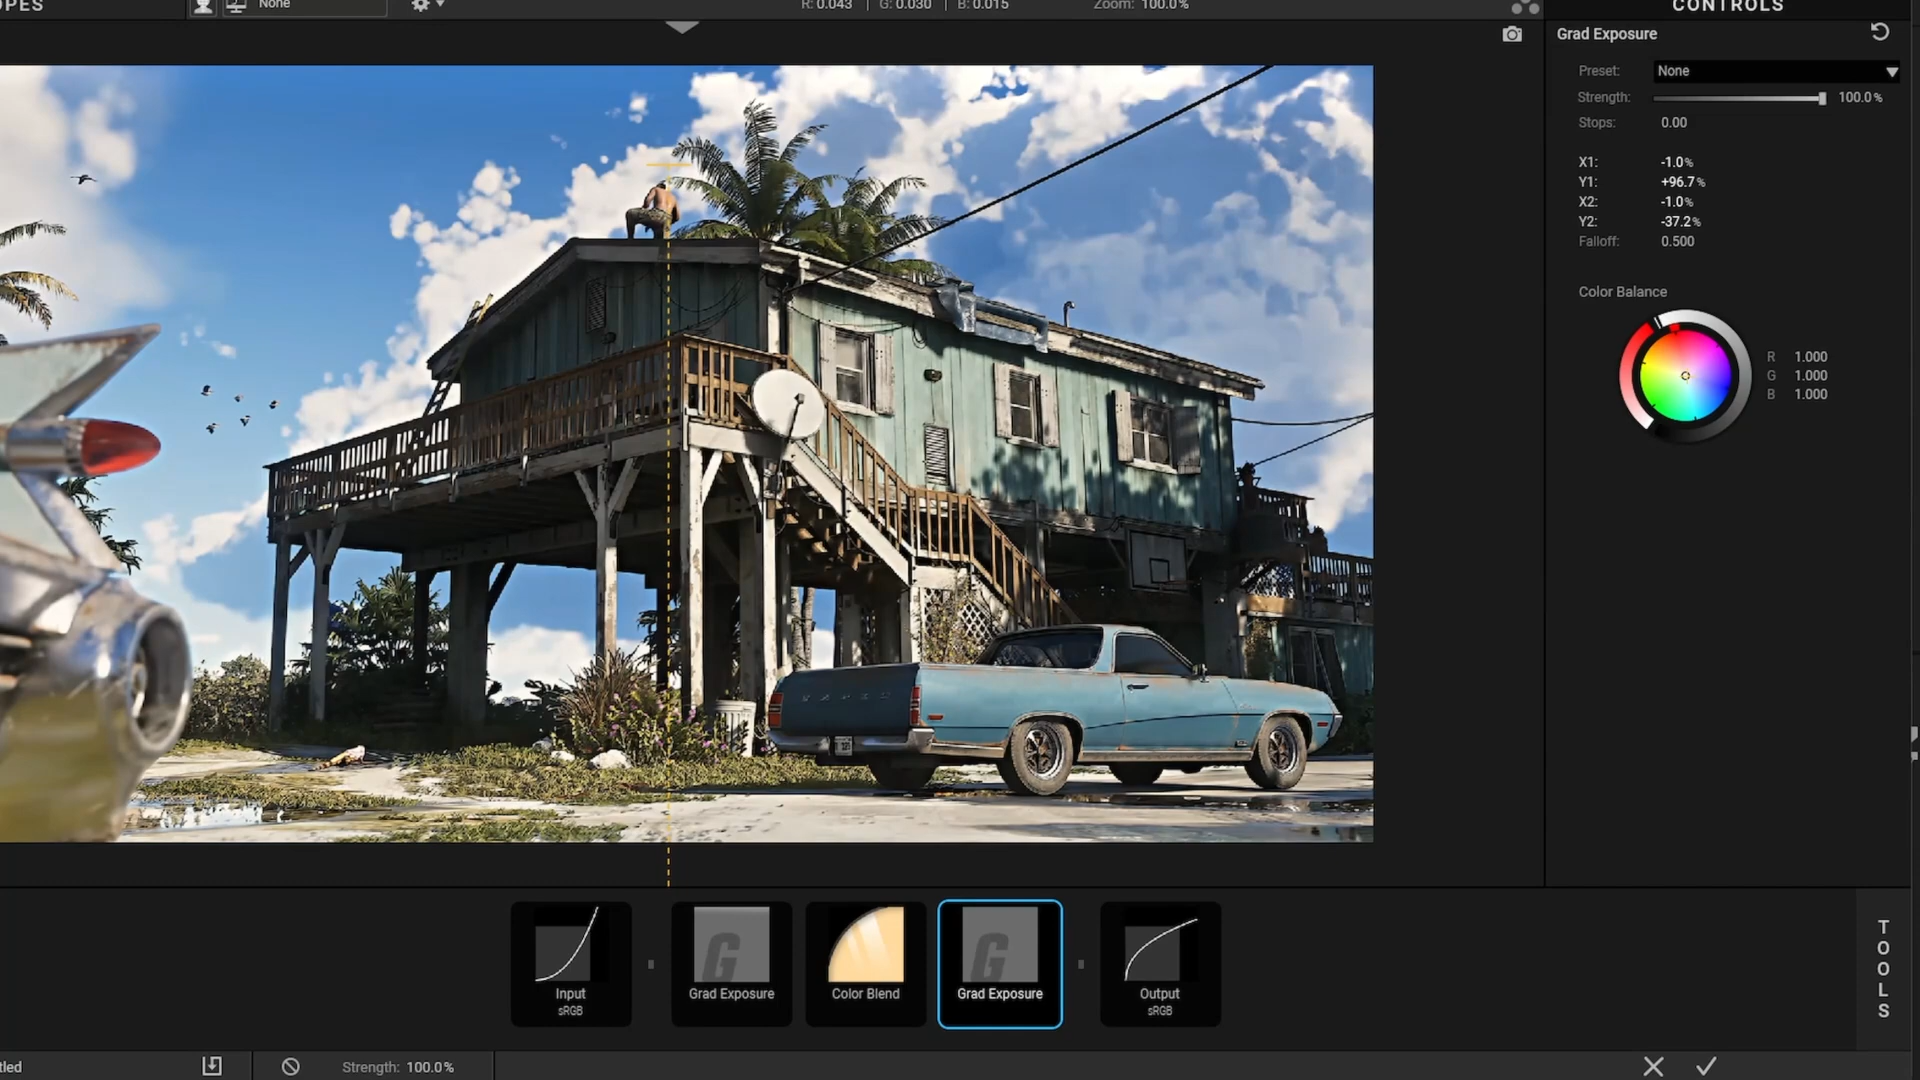 OPES
None
R: 0.043 | G: 0.030 | B: 0.015
Zoom: 100.0%
CONTROLS
Grad Exposure
Preset: None
Strength: 100.0%
Stops: 0.00
X1: -1.0%
Y1: +96.7%
X2: -1.0%
Y2: -37.2%
Falloff: 0.500
Color Balance
R 1.000
G 1.000
B 1.000
Input
sRGB
Grad Exposure
Color Blend
Grad Exposure
Output
sRGB
TOOLS
tled
Strength: 100.0%